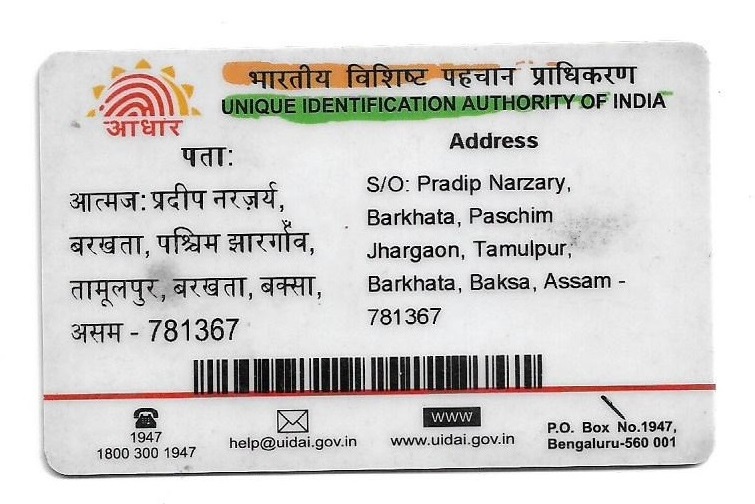 भारतीय विशिष्ट पहचान प्राधिकरण
UNIQUE IDENTIFICATION AUTHORITY OF INDIA
आधार
पता:
आत्मज: प्रदीप नरज़र्य,
बरखता, पश्चिम झारगाँव,
तामूलपुर, बरखता, बक्सा,
असम - 781367
Address
S/O: Pradip Narzary,
Barkhata, Paschim
Jhargaon, Tamulpur,
Barkhata, Baksa, Assam -
781367
1947
1800 300 1947
help@uidai.gov.in
www
www.uidai.gov.in
P.O. Box No.1947,
Bengaluru-560 001